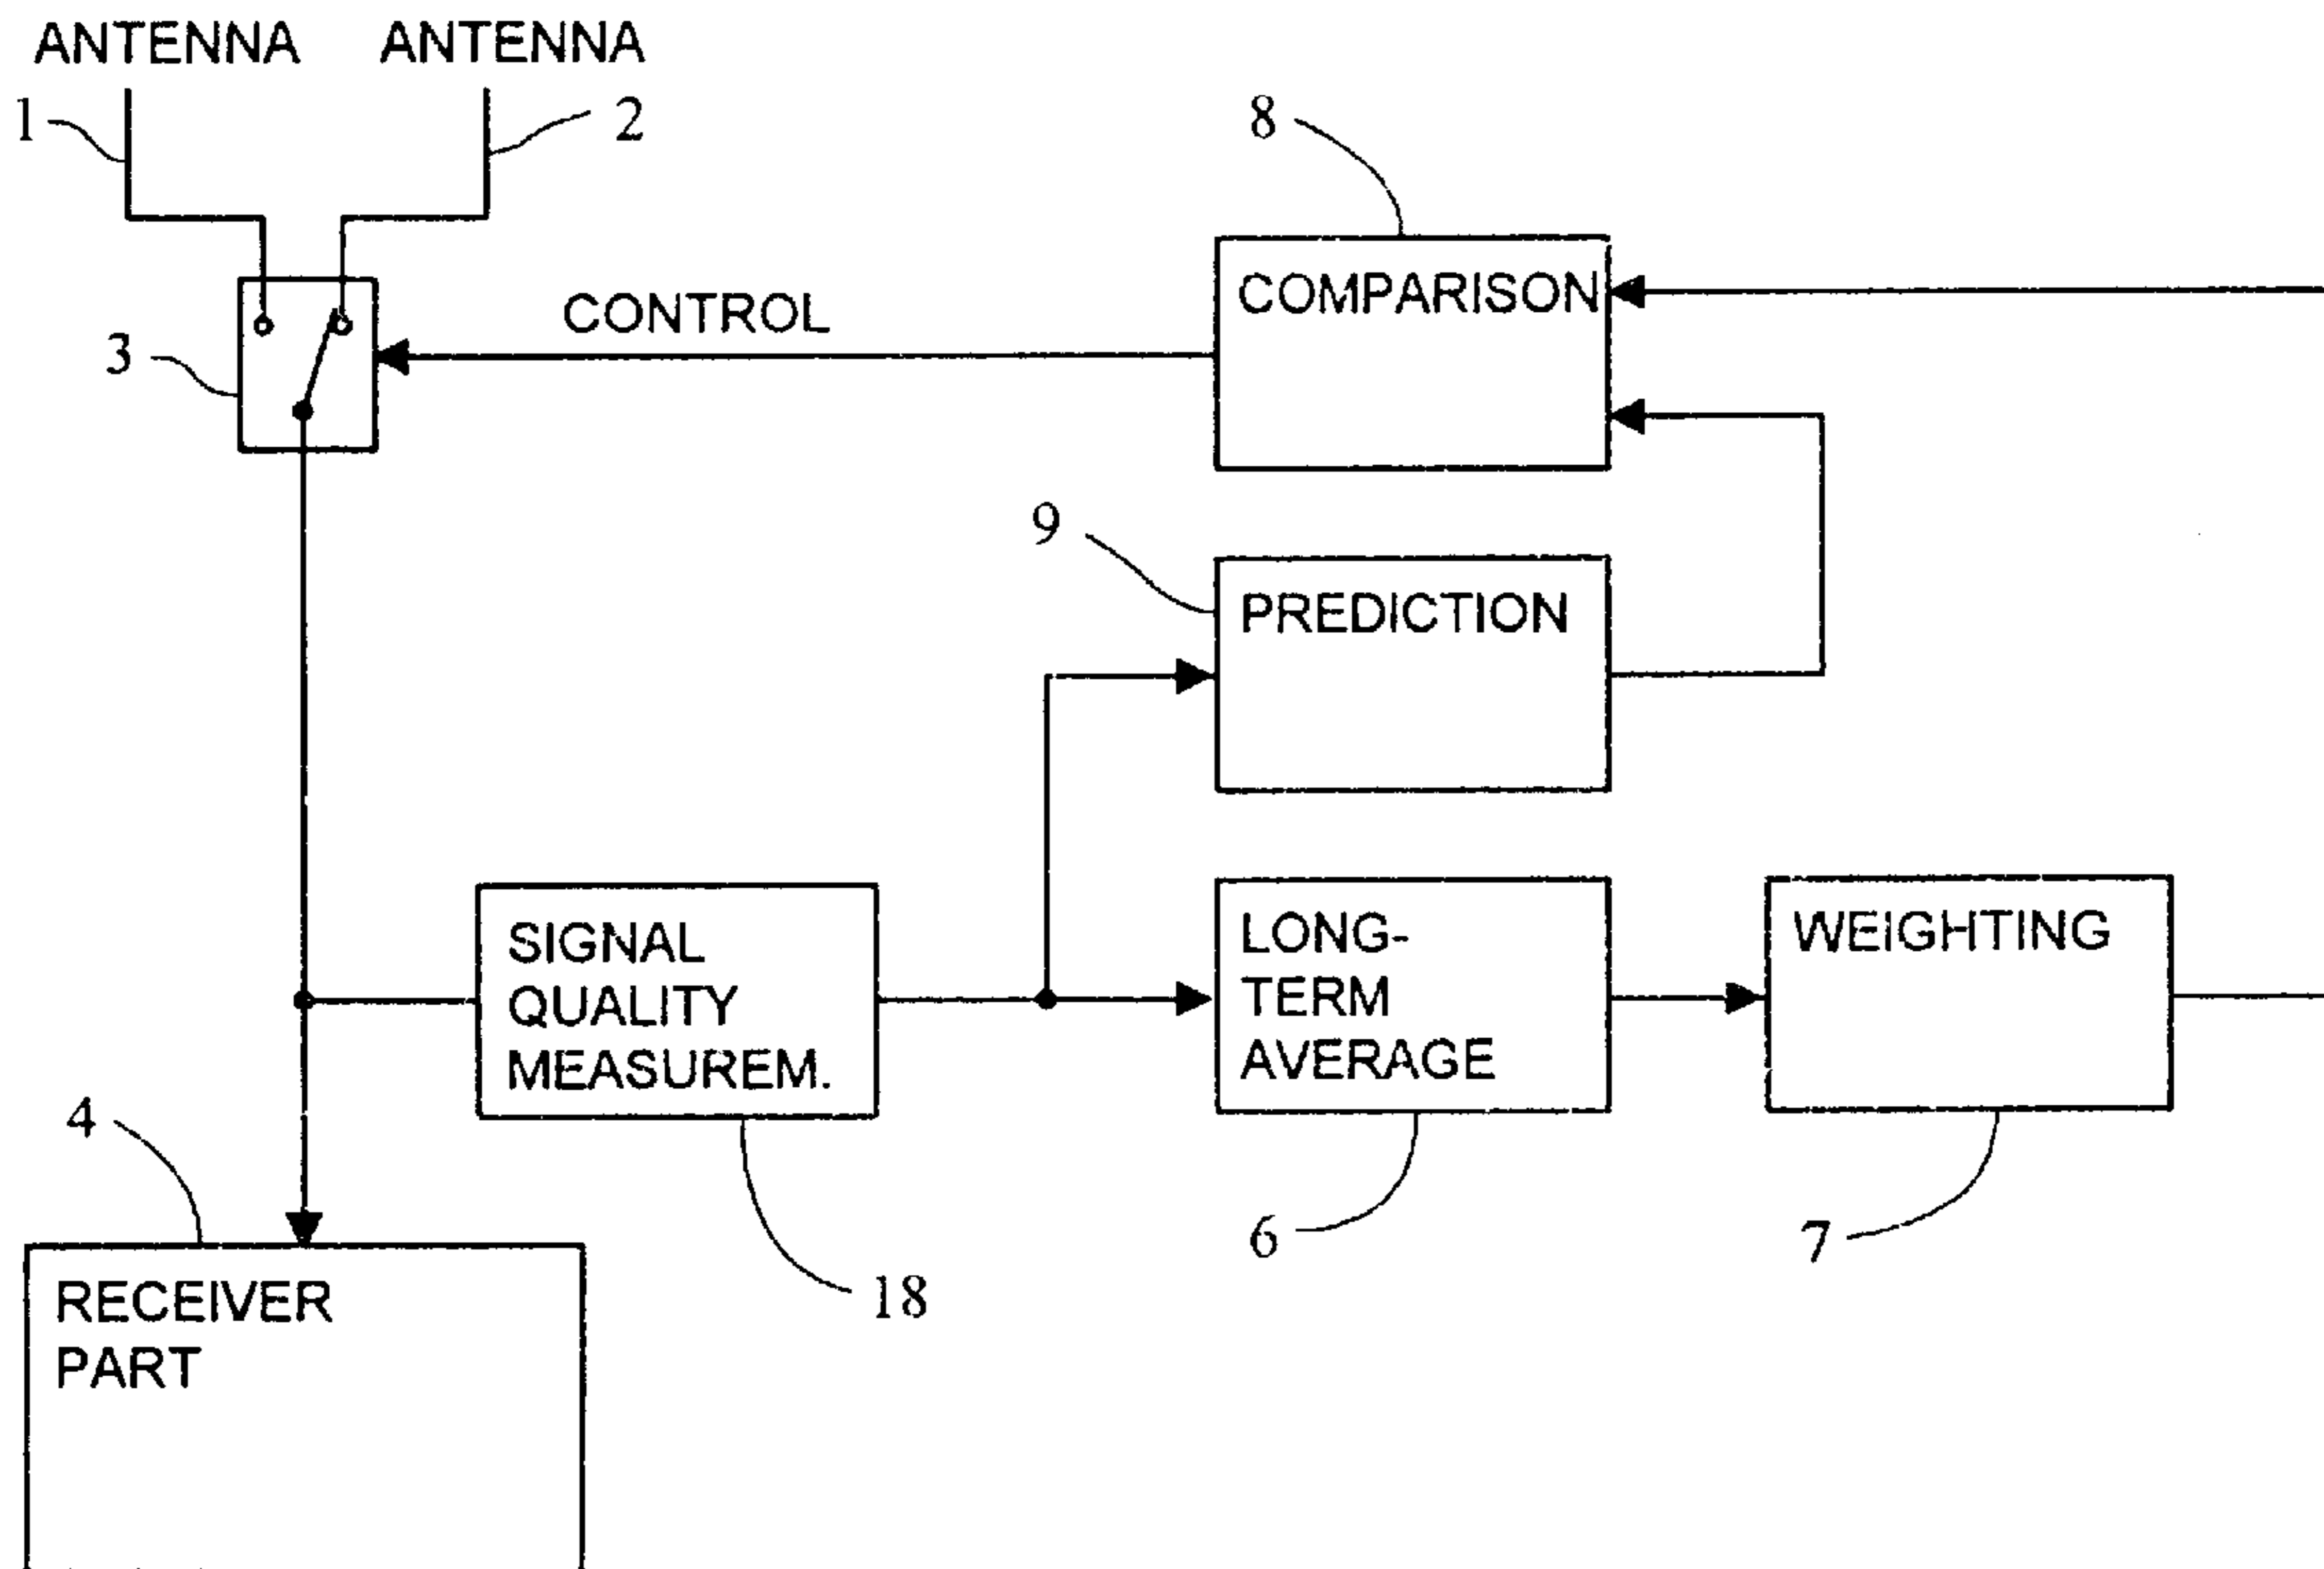 ANTENNA ANTENNA
1 2
8
CONTROL
COMPARISON
3
9
PREDICTION
SIGNAL
QUALITY
MEASUREM.
LONG-
TERM
AVERAGE
WEIGHTING
4
6
7
18
RECEIVER
PART